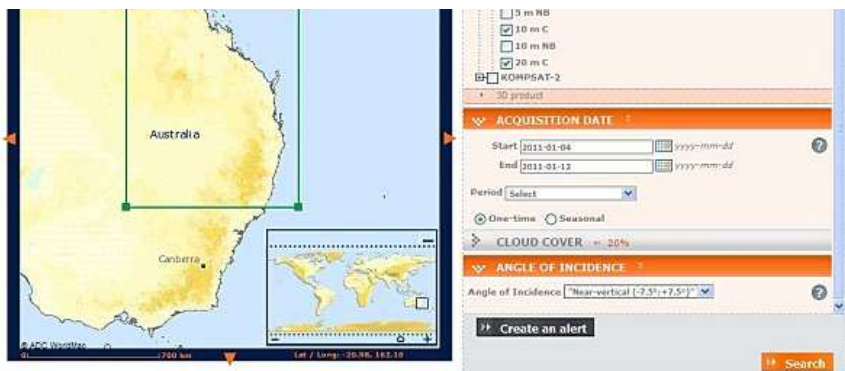 Australia
Canberra
© ADC WorldMap
0
700 km
Lat / Long: -20.98, 162.10
5 m NB
10 m C
10 m NB
20 m C
KOMPSAT-2
3D product
ACQUISITION DATE
Start 2011-01-04 yyyy-mm-dd
End 2011-01-12 yyyy-mm-dd
Period Select
One-time Seasonal
CLOUD COVER 20%
ANGLE OF INCIDENCE
Angle of Incidence "Near-vertical (-7.5°;+7.5°)"
Create an alert
Search